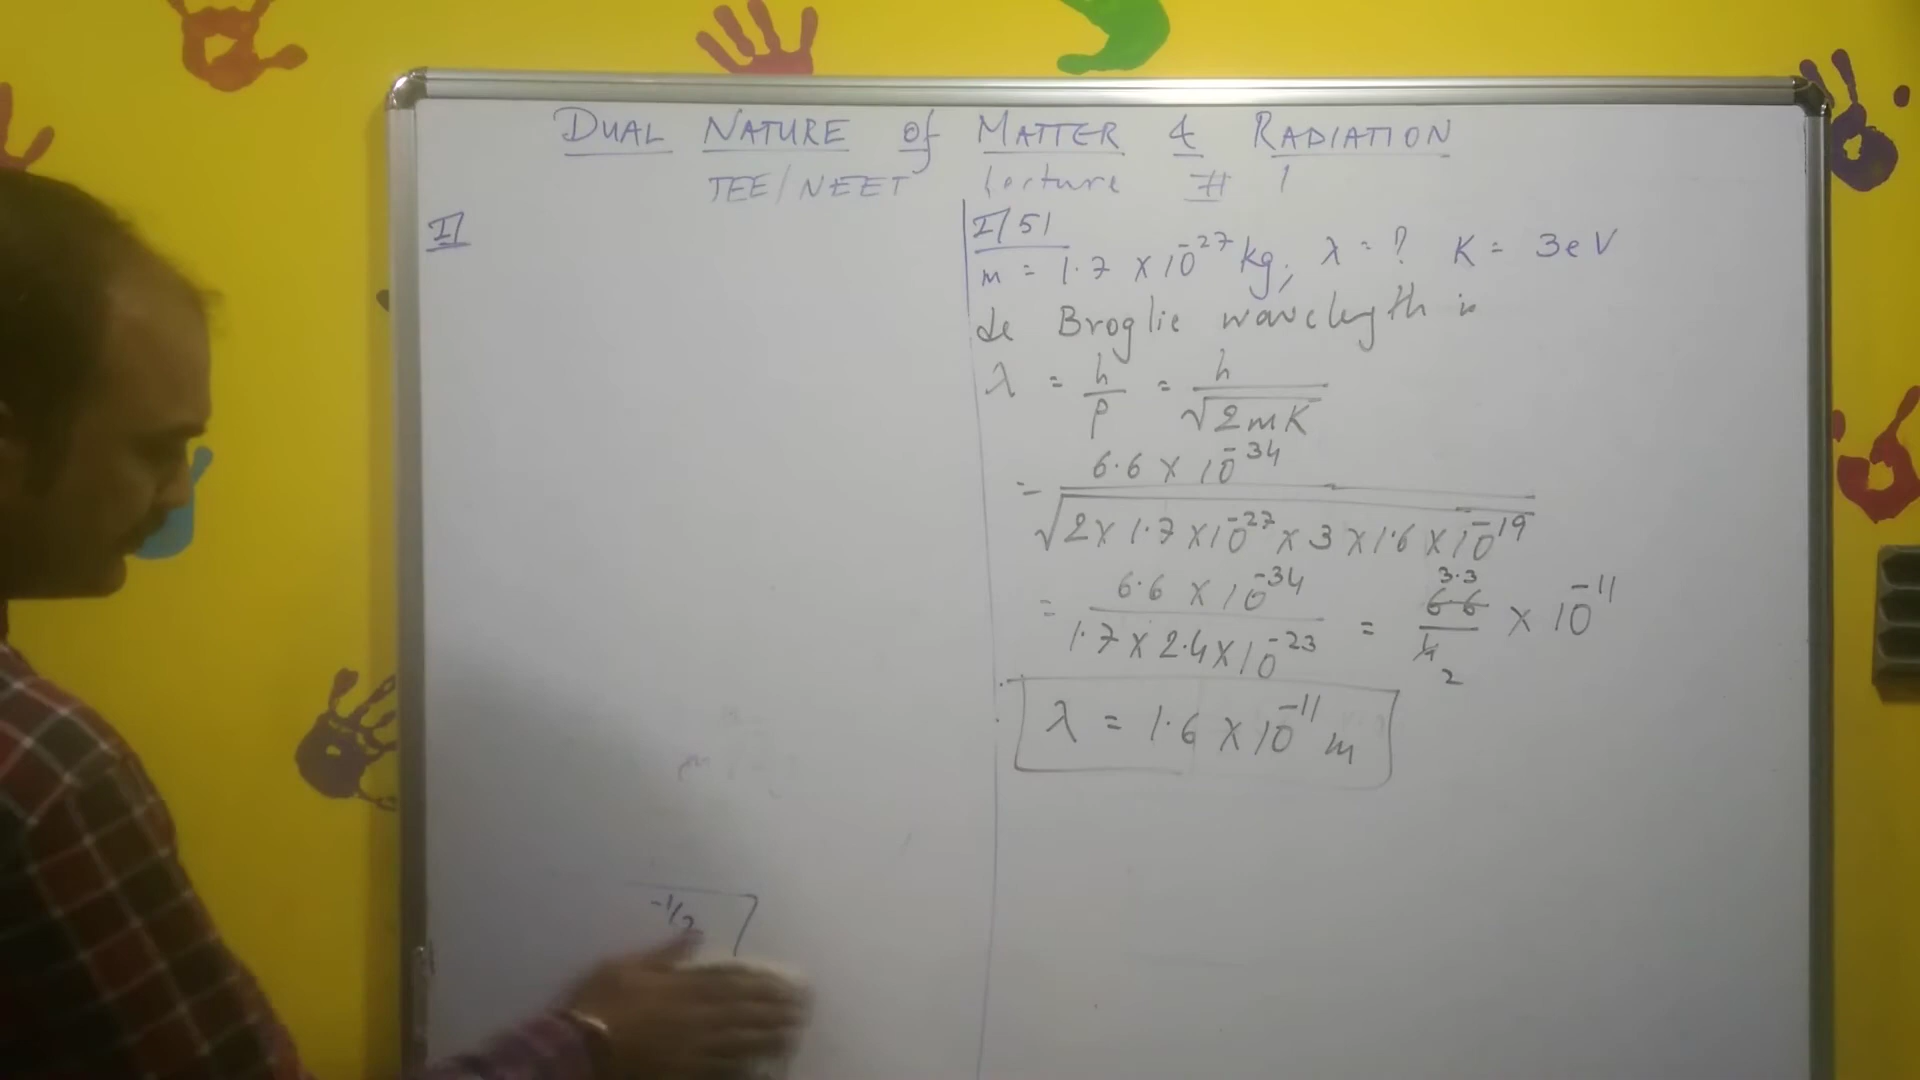 DUAL NATURE of MATTER & RADIATION
JEE/NEET Lecture # 1
I/
I/51
m = 1.7 × 10⁻²⁷ kg, λ = ? K = 3eV
de Broglie wavelength is
λ = h/P = h/√2mK
= 6.6 × 10⁻³⁴/√2 × 1.7 × 10⁻²⁷ × 3 × 1.6 × 10⁻¹⁹
= 6.6 × 10⁻³⁴/1.7 × 2.4 × 10⁻²³ = 3.3 6.6/4 2 × 10⁻¹¹
λ = 1.6 × 10⁻¹¹ m
-1/2